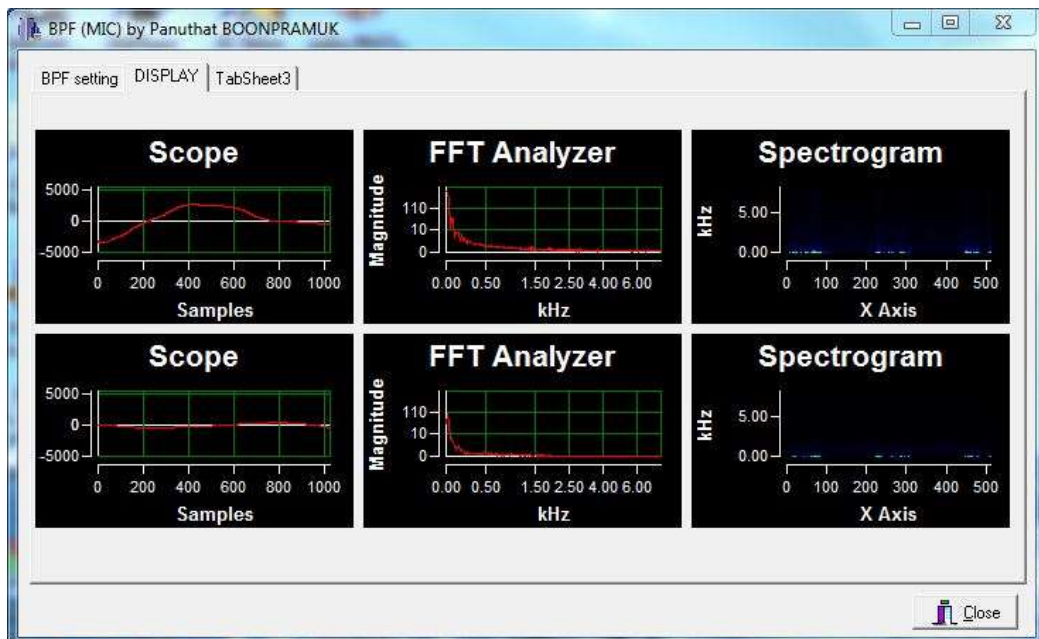 BPF (MIC) by Panuthat BOONPRAMUK
BPF setting DISPLAY TabSheet3
Scope
5000
0
-5000
0 200 400 600 800 1000
Samples
FFT Analyzer
Magnitude
110
10
0
0.00 0.50 1.50 2.50 4.00 6.00
kHz
Spectrogram
kHz
5.00
0.00
0 100 200 300 400 500
X Axis
Scope
5000
0
-5000
0 200 400 600 800 1000
Samples
FFT Analyzer
Magnitude
110
10
0
0.00 0.50 1.50 2.50 4.00 6.00
kHz
Spectrogram
kHz
5.00
0.00
0 100 200 300 400 500
X Axis
Close